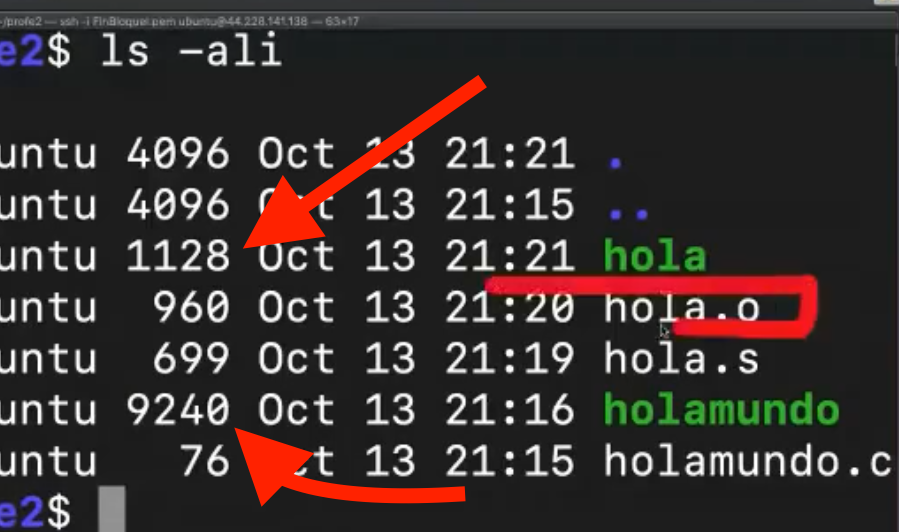 ~/profe2 — ssh -i FinBloque1.pem ubuntu@44.228.141.138 — 63×17
e2$ ls -ali
untu 4096 Oct 13 21:21 .
untu 4096 Oct 13 21:15 ..
untu 1128 Oct 13 21:21 hola
untu 960 Oct 13 21:20 hola.o
untu 699 Oct 13 21:19 hola.s
untu 9240 Oct 13 21:16 holamundo
untu 76 Oct 13 21:15 holamundo.c
e2$